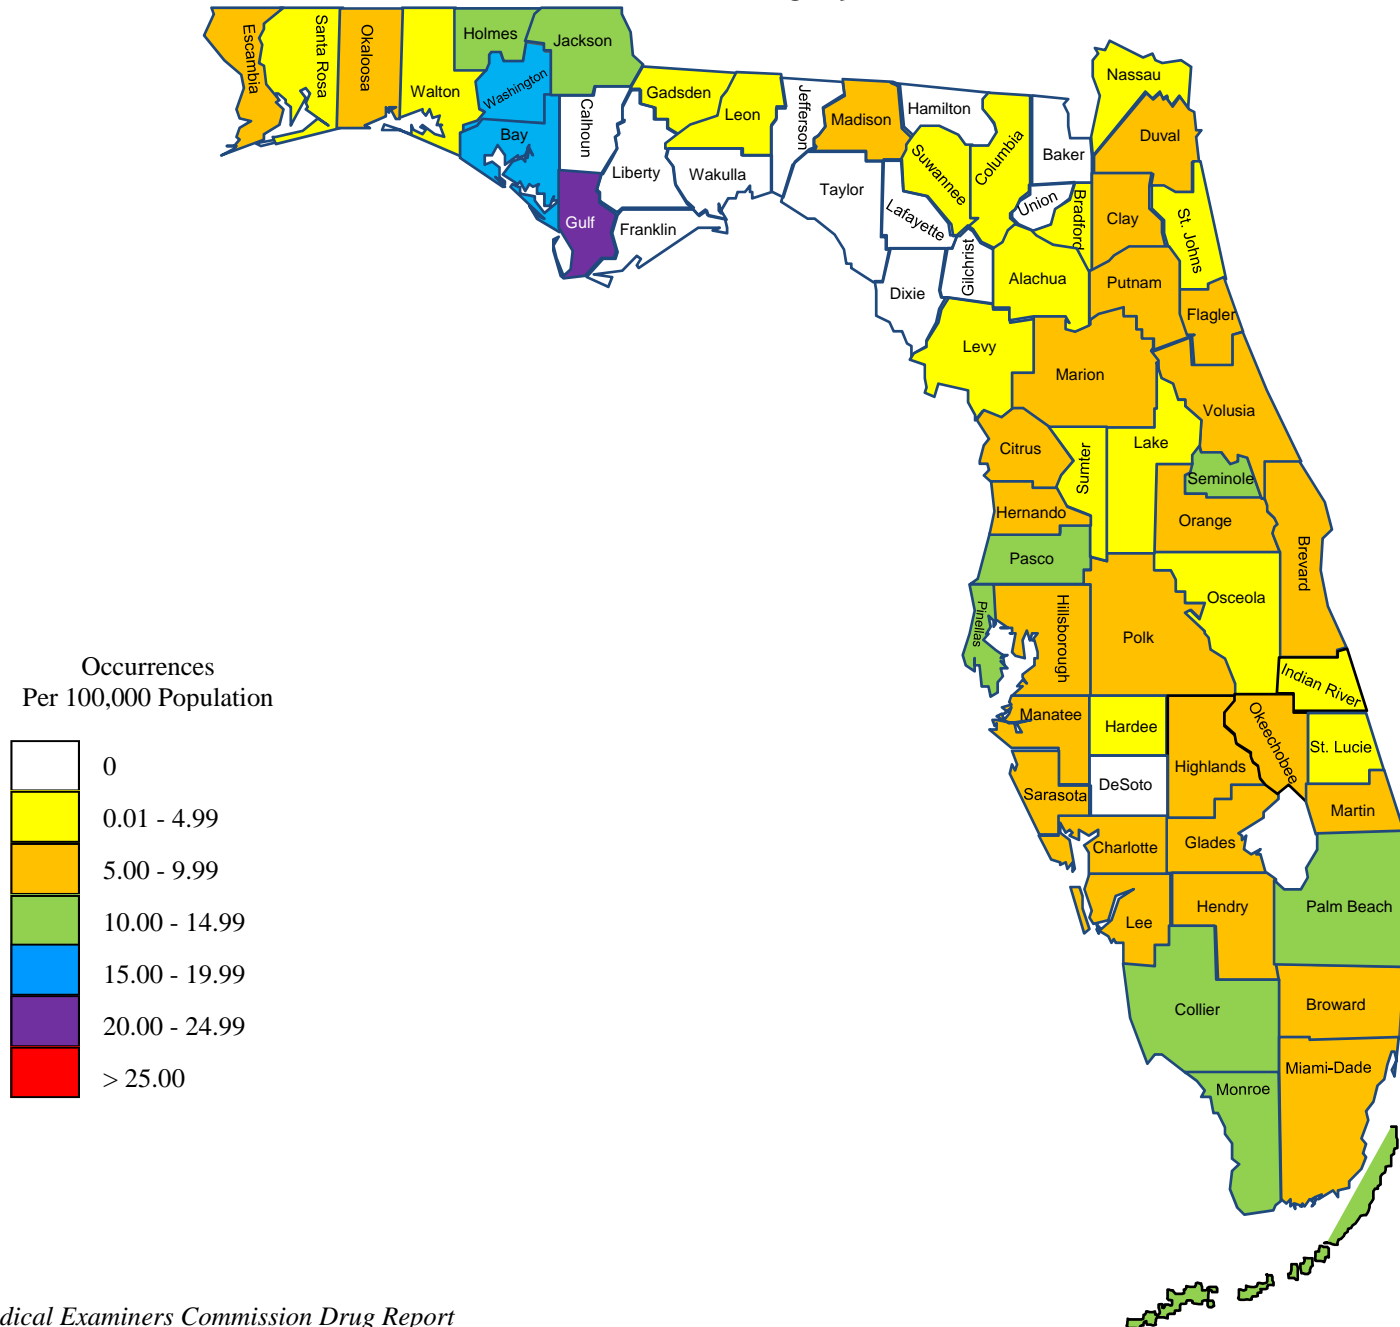 Escambia
Santa Rosa
Okaloosa
Walton
Holmes
Jackson
Washington
Bay
Calhoun
Gulf
Gadsden
Liberty
Franklin
Leon
Wakulla
Jefferson
Madison
Taylor
Hamilton
Suwannee
Lafayette
Dixie
Columbia
Gilchrist
Baker
Union
Bradford
Alachua
Levy
Nassau
Duval
Clay
St. Johns
Putnam
Flagler
Marion
Volusia
Citrus
Sumter
Lake
Seminole
Hernando
Orange
Pasco
Brevard
Pinellas
Hillsborough
Polk
Osceola
Indian River
Manatee
Hardee
Highlands
Okeechobee
St. Lucie
Sarasota
DeSoto
Martin
Charlotte
Glades
Lee
Hendry
Palm Beach
Collier
Broward
Miami-Dade
Monroe
Occurrences
Per 100,000 Population
0
0.01 - 4.99
5.00 - 9.99
10.00 - 14.99
15.00 - 19.99
20.00 - 24.99
> 25.00
dical Examiners Commission Drug Report